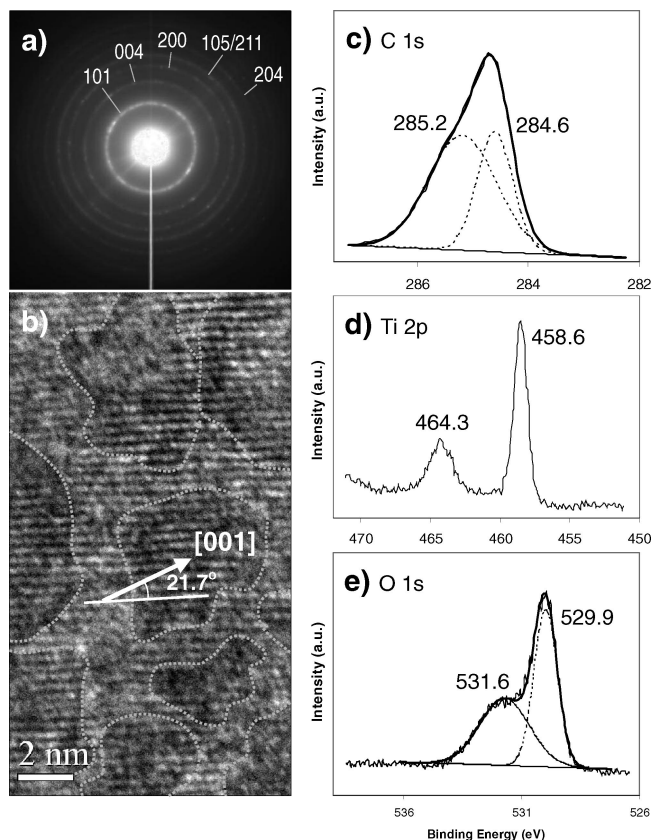 a)
101
004
200
105/211
204
b)
[001]
21.7°
2 nm
c) C 1s
285.2
284.6
Intensity (a.u.)
286 284 282
d) Ti 2p
464.3
458.6
Intensity (a.u.)
470 465 460 455 450
e) O 1s
531.6
529.9
Intensity (a.u.)
536 531 526
Binding Energy (eV)